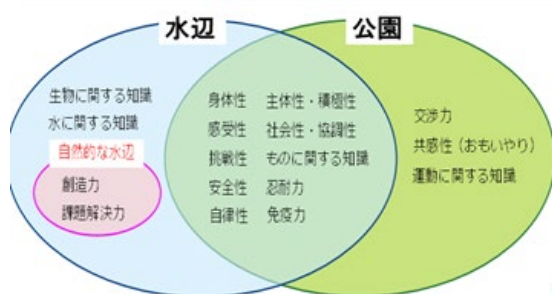 水辺
公園
生物に関する知識
水に関する知識
自然的な水辺
創造力
課題解決力
身体性 主体性・積極性
感受性 社会性・協調性
挑戦性 ものに関する知識
安全性 忍耐力
自律性 免疫力
交渉力
共感性(おもいやり)
運動に関する知識